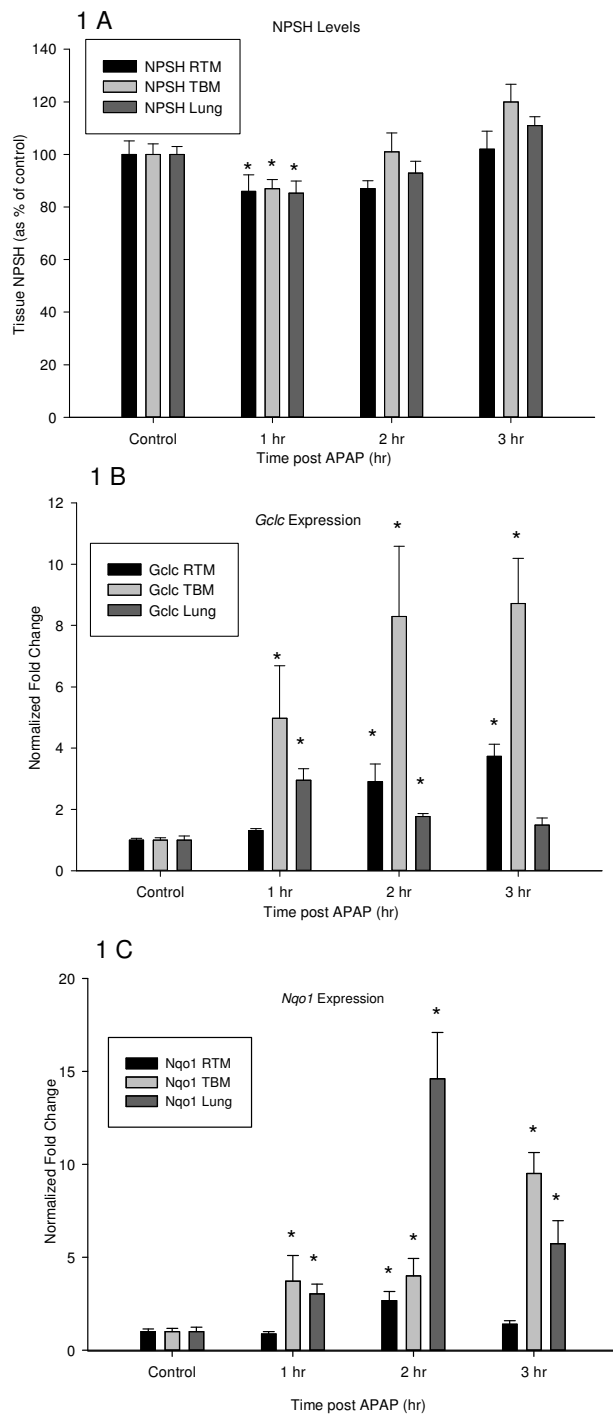 1 A
NPSH Levels
140
120
100
80
60
40
20
0
Tissue NPSH (as % of control)
NPSH RTM
NPSH TBM
NPSH Lung
* * *
Control 1 hr 2 hr 3 hr
Time post APAP (hr)
1 B
Gclc Expression
12
10
8
6
4
2
0
Normalized Fold Change
Gclc RTM
Gclc TBM
Gclc Lung
* * * * * * *
Control 1 hr 2 hr 3 hr
Time post APAP (hr)
1 C
Nqo1 Expression
20
15
10
5
0
Normalized Fold Change
Nqo1 RTM
Nqo1 TBM
Nqo1 Lung
* * * * * * *
Control 1 hr 2 hr 3 hr
Time post APAP (hr)